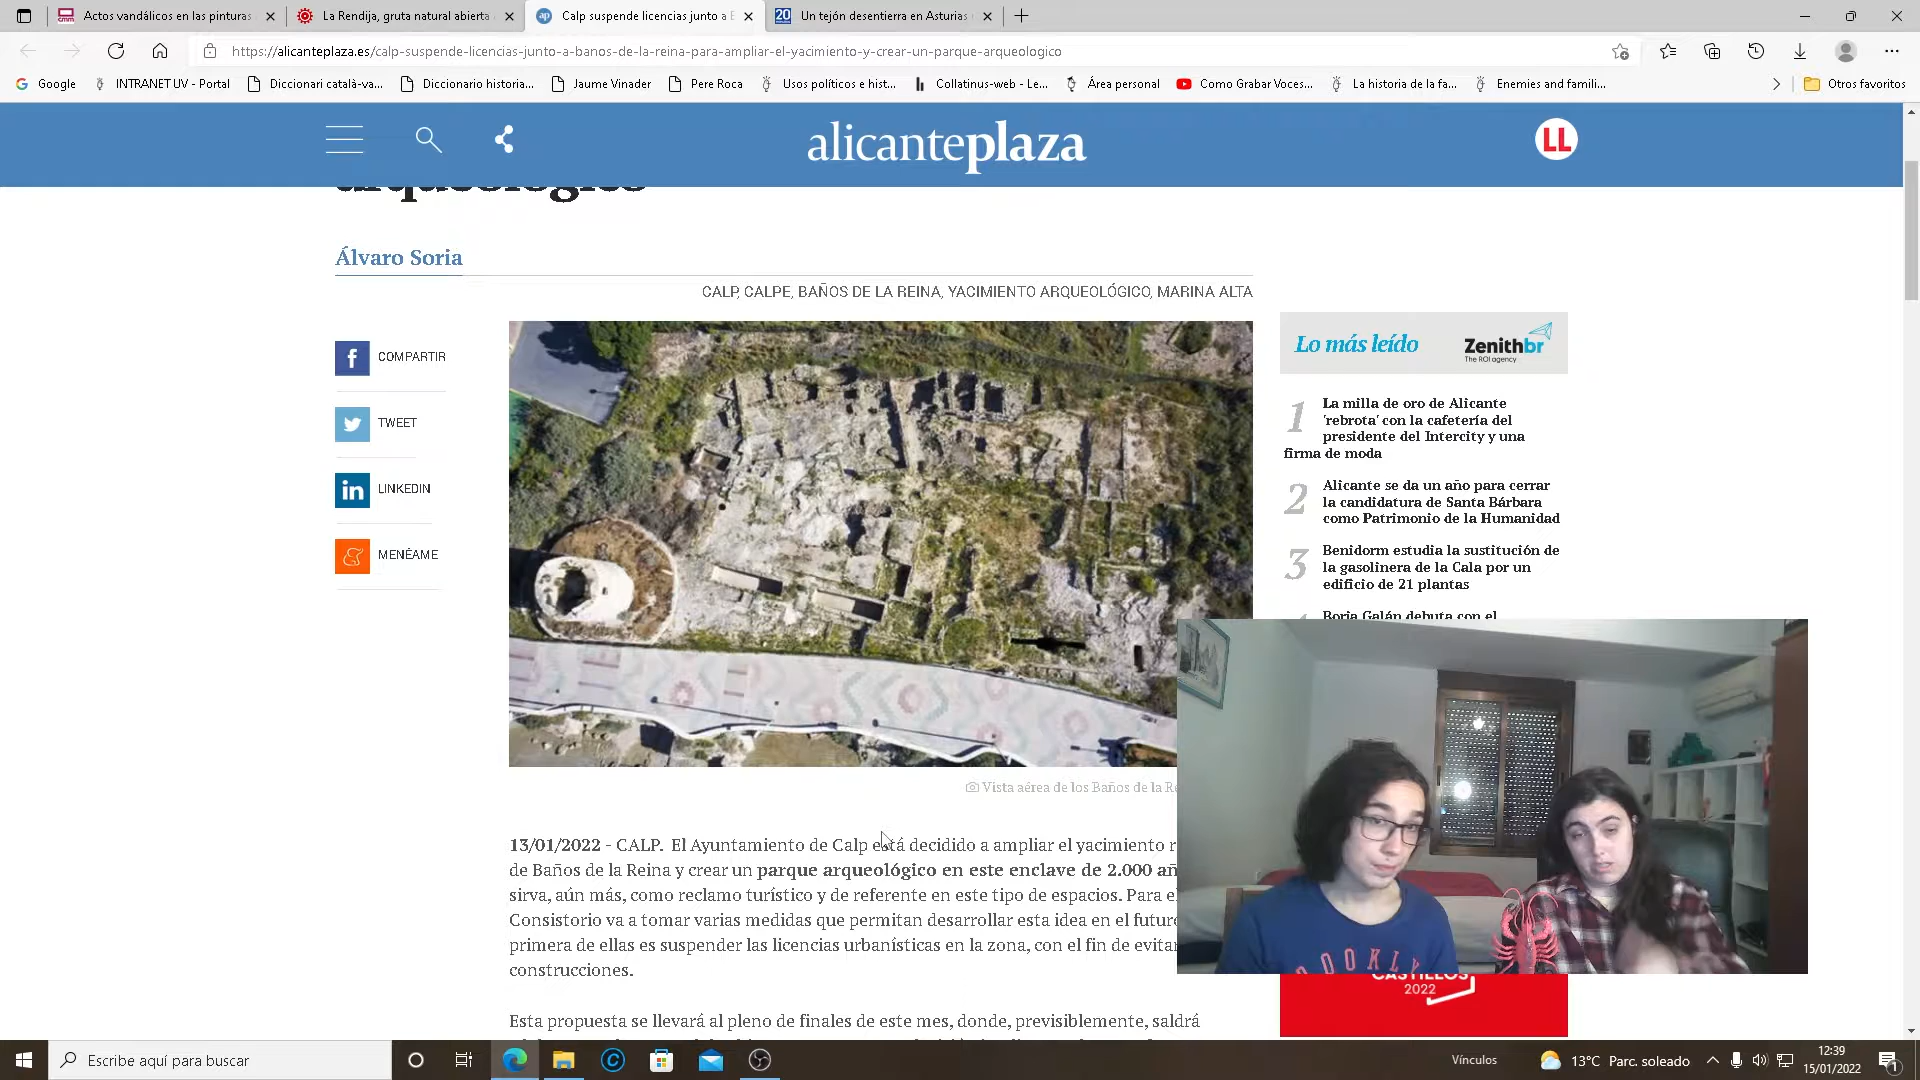 Actos vandálicos en las pinturas
La Rendija, gruta natural abierta
Calp suspende licencias junto a B
Un tejón desentierra en Asturias
https://alicanteplaza.es/calp-suspende-licencias-junto-a-banos-de-la-reina-para-ampliar-el-yacimiento-y-crear-un-parque-arqueologico
Google
INTRANET UV - Portal
Diccionari català-va...
Diccionario historia...
Jaume Vinader
Pere Roca
Usos políticos e hist...
Collatinus-web - Le...
Área personal
Como Grabar Voces...
La historia de la fa...
Enemies and famili...
Otros favoritos
alicanteplaza
LL
arqueológico
Álvaro Soria
CALP, CALPE, BAÑOS DE LA REINA, YACIMIENTO ARQUEOLÓGICO, MARINA ALTA
COMPARTIR
TWEET
LINKEDIN
MENÉAME
Vista aérea de los Baños de la
13/01/2022 - CALP. El Ayuntamiento de Calp está decidido a ampliar el yacimiento
de Baños de la Reina y crear un parque arqueológico en este enclave de 2.000
sirva, aún más, como reclamo turístico y de referente en este tipo de espacios. Para
Consistorio va a tomar varias medidas que permitan desarrollar esta idea en el
primera de ellas es suspender las licencias urbanísticas en la zona, con el fin de
construcciones.
Esta propuesta se llevará al pleno de finales de este mes, donde, previsiblemente, saldrá
Lo más leído
Zenithbr
The ROI agency
1 La milla de oro de Alicante
'rebrota' con la cafetería del
presidente del Intercity y una
firma de moda
2 Alicante se da un año para cerrar
la candidatura de Santa Bárbara
como Patrimonio de la Humanidad
3 Benidorm estudia la sustitución de
la gasolinera de la Cala por un
edificio de 21 plantas
Borja Galán debuta con el
CASTILLOS
2022
Escribe aquí para buscar
Vínculos
13°C Parc. soleado
12:39
15/01/2022